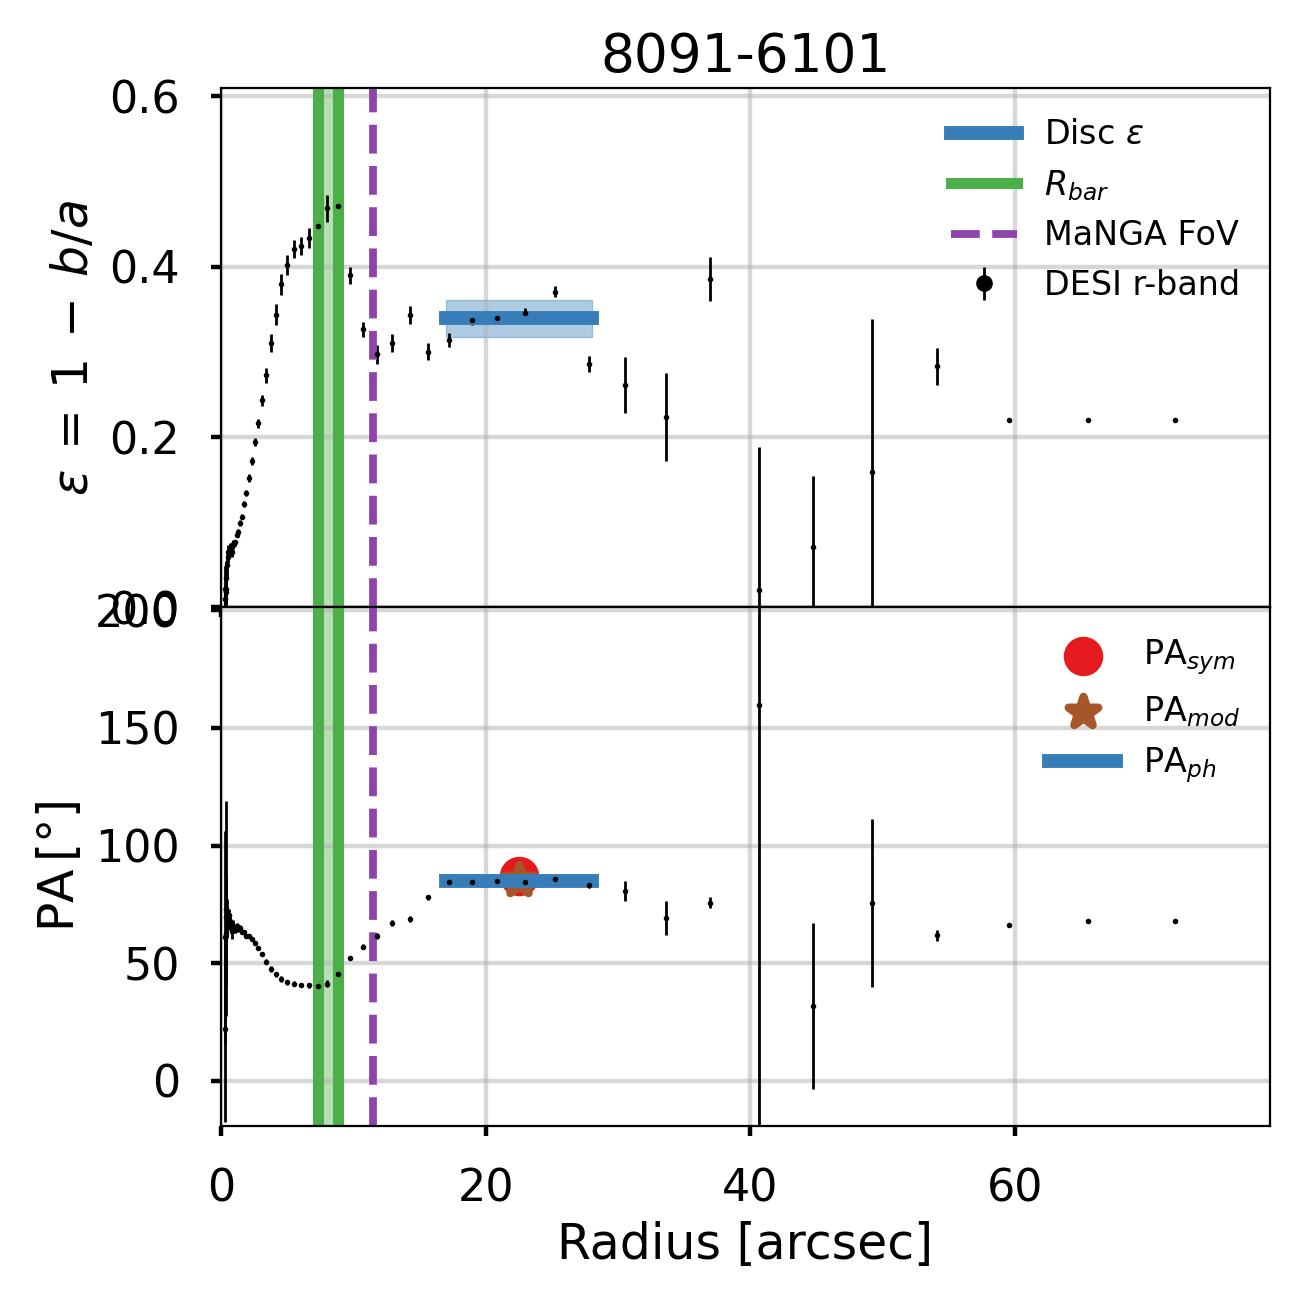 8091-6101
0.6
0.4
0.2
0.0
ε = 1 − b/a
Disc ε
R_bar
MaNGA FoV
DESI r-band
200
150
100
50
0
PA [°]
PA_sym
PA_mod
PA_ph
0 20 40 60
Radius [arcsec]